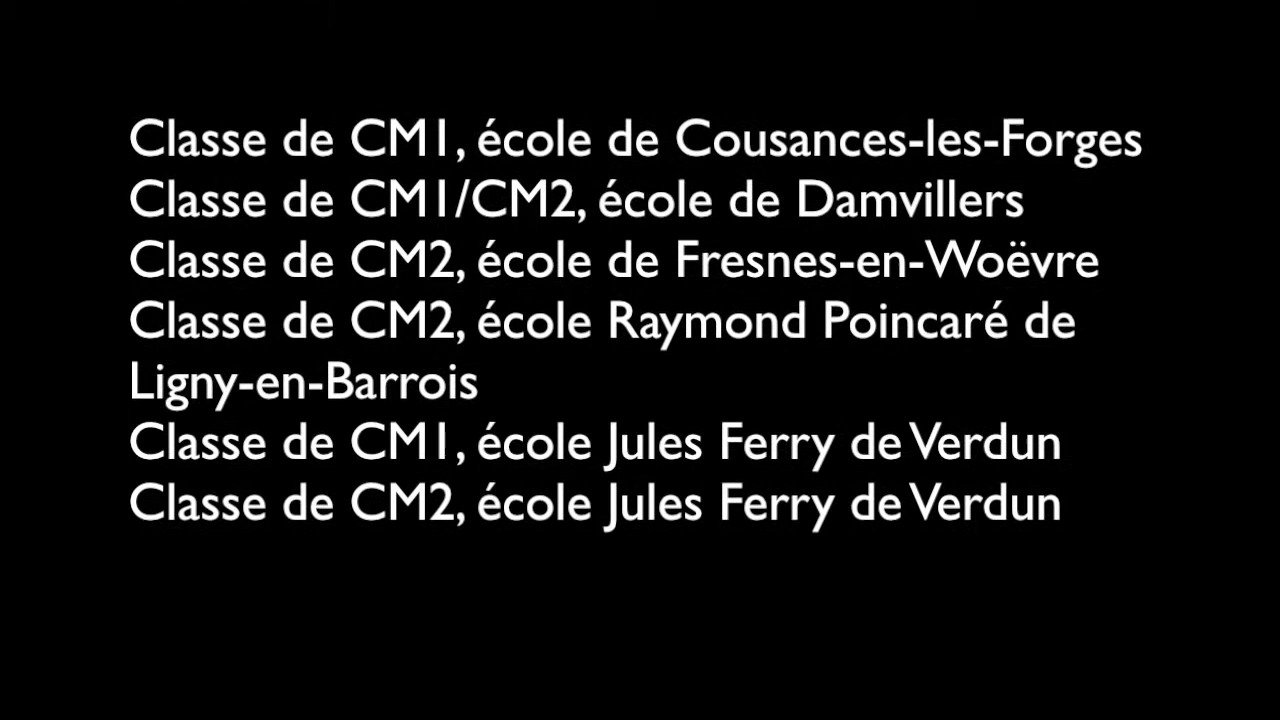 Classe de CM1, école de Cousances-les-Forges
Classe de CM1/CM2, école de Damvillers
Classe de CM2, école de Fresnes-en-Woëvre
Classe de CM2, école Raymond Poincaré de
Ligny-en-Barrois
Classe de CM1, école Jules Ferry de Verdun
Classe de CM2, école Jules Ferry de Verdun